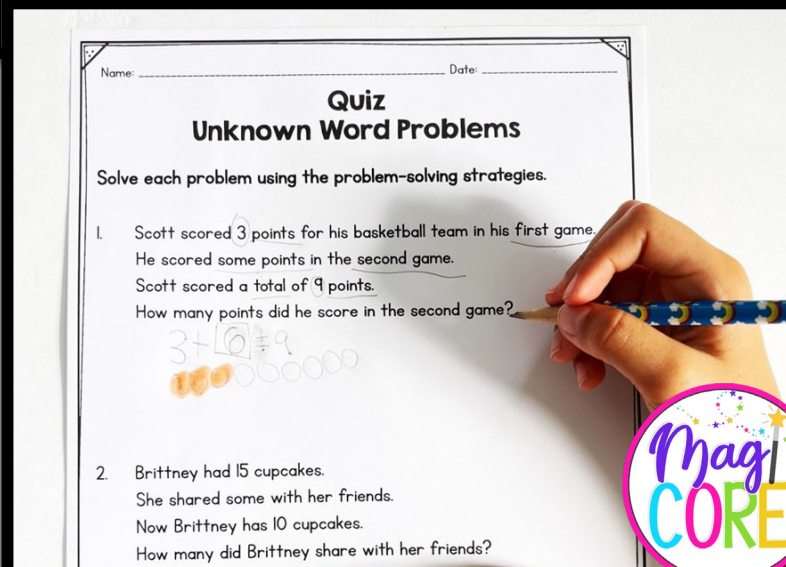 Name: Date:
Quiz
Unknown Word Problems
Solve each problem using the problem-solving strategies.
1. Scott scored 3 points for his basketball team in his first game.
He scored some points in the second game.
Scott scored a total of 9 points.
How many points did he score in the second game?
3 + 6 = 9
2. Brittney had 15 cupcakes.
She shared some with her friends.
Now Brittney has 10 cupcakes.
How many did Brittney share with her friends?
Magi
CORE